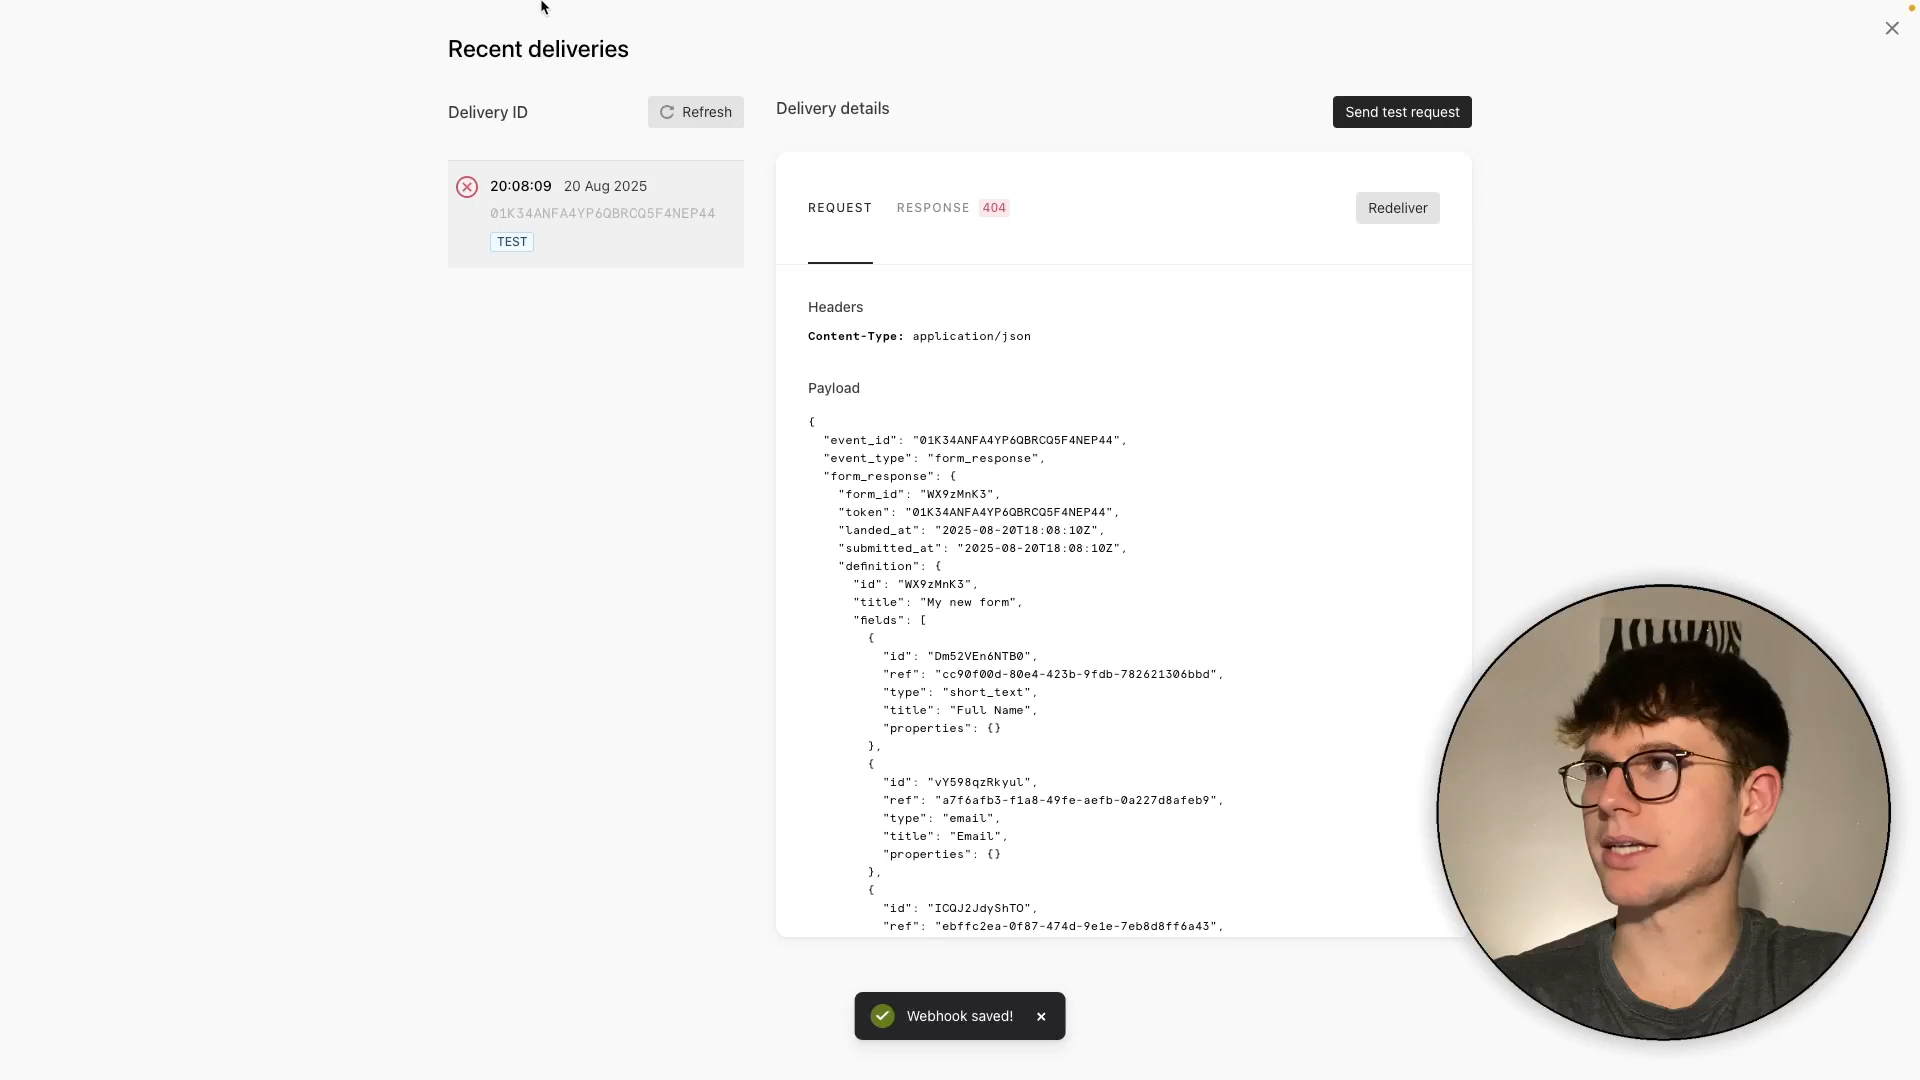 Recent deliveries
Delivery ID
Refresh
Delivery details
Send test request
20:08:09 20 Aug 2025
01K34ANFA4YP6QBRCQ5F4NEP44
TEST
REQUEST RESPONSE 404
Redeliver
Headers
Content-Type: application/json
Payload
{
"event_id": "01K34ANFA4YP6QBRCQ5F4NEP44",
"event_type": "form_response",
"form_response": {
"form_id": "WX9zMnK3",
"token": "01K34ANFA4YP6QBRCQ5F4NEP44",
"landed_at": "2025-08-20T18:08:10Z",
"submitted_at": "2025-08-20T18:08:10Z",
"definition": {
"id": "WX9zMnK3",
"title": "My new form",
"fields": [
{
"id": "Dm52VEn6NTB0",
"ref": "cc90f00d-80e4-423b-9fdb-782621306bbd",
"type": "short_text",
"title": "Full Name",
"properties": {}
},
{
"id": "vY598qzRkyul",
"ref": "a7f6afb3-f1a8-49fe-aefb-0a227d8afeb9",
"type": "email",
"title": "Email",
"properties": {}
},
{
"id": "ICQJ2JdyShTO",
"ref": "ebffc2ea-0f87-474d-9e1e-7eb8d8ff6a43",
Webhook saved!